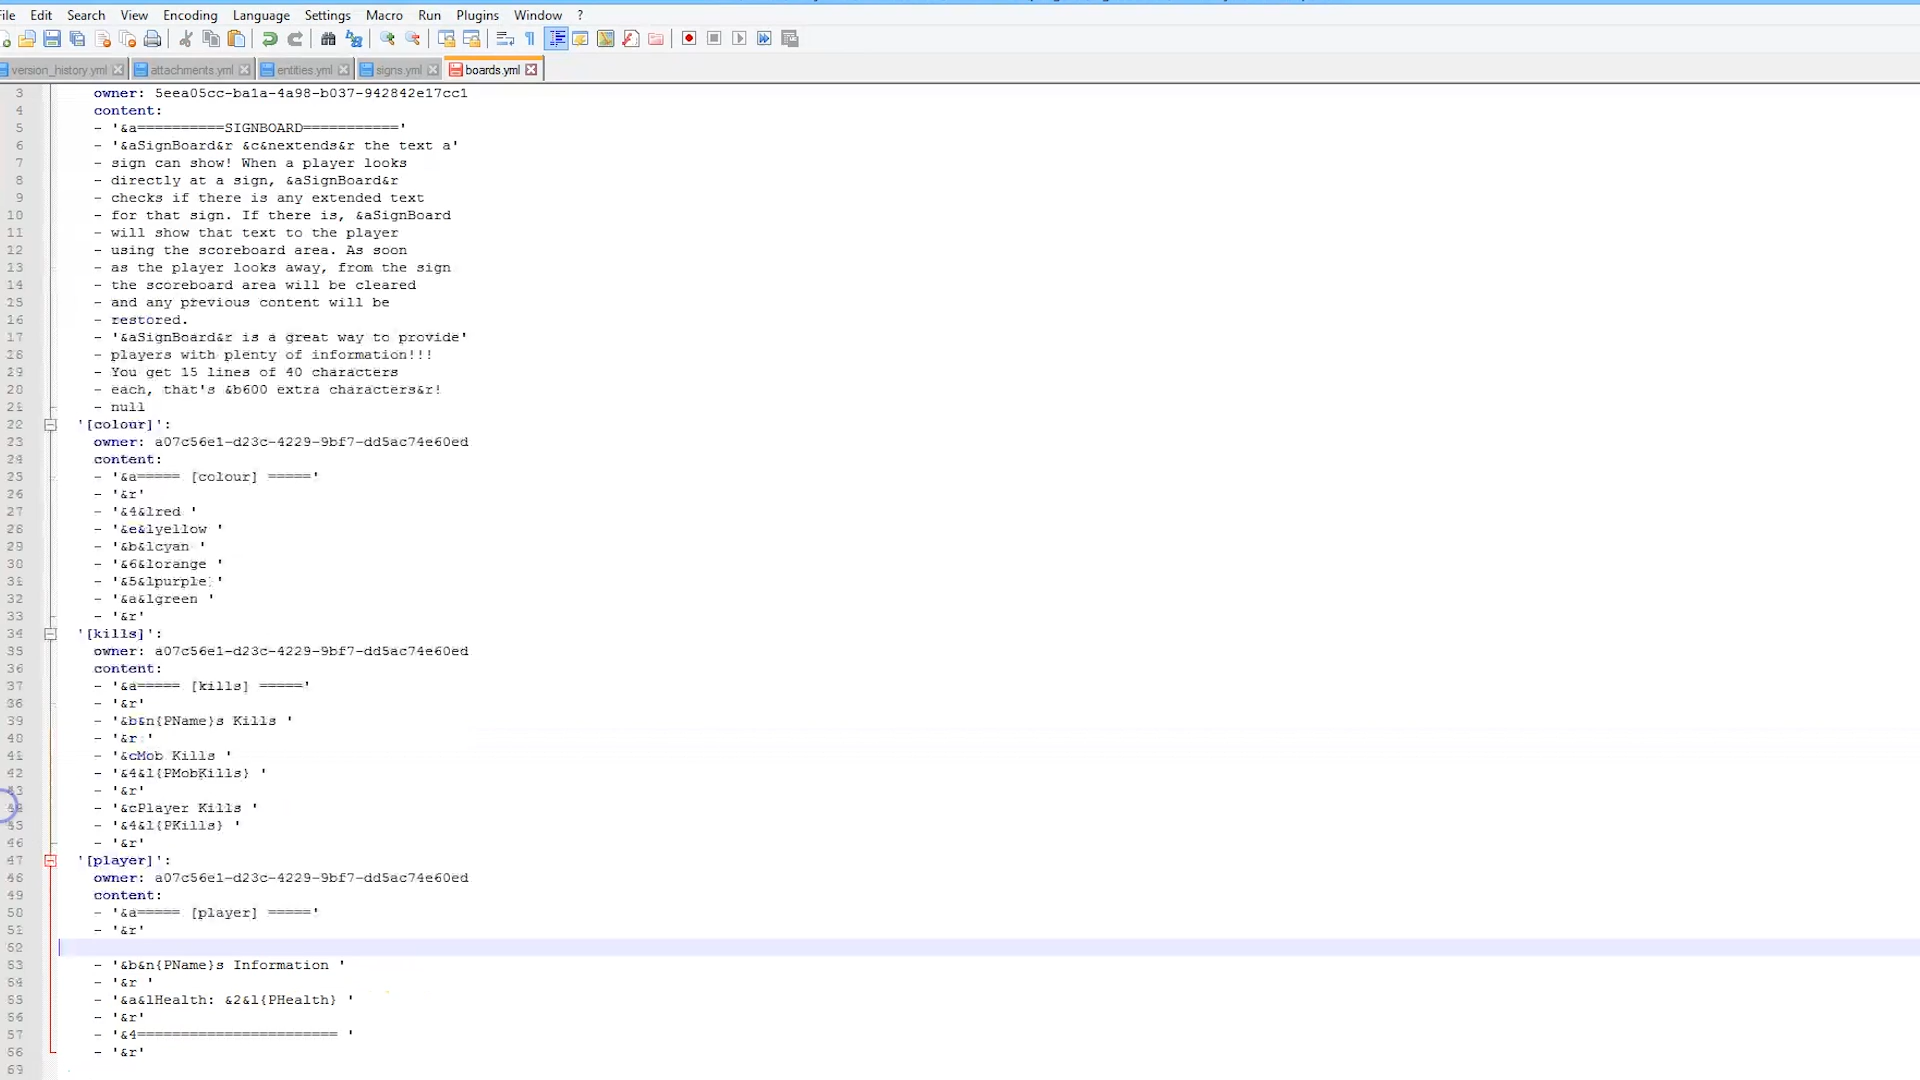 File Edit Search View Encoding Language Settings Macro Run Plugins Window ?
version_history.yml attachments.yml entities.yml signs.yml boards.yml
3 owner: 5eea05cc-ba1a-4a98-b037-942842e17cc1
4 content:
5 - '&a==========SIGNBOARD==========='
6 - '&aSignBoard&r &c&nextends&r the text a'
7 - sign can show! When a player looks
8 - directly at a sign, &aSignBoard&r
9 - checks if there is any extended text
10 - for that sign. If there is, &aSignBoard
11 - will show that text to the player
12 - using the scoreboard area. As soon
13 - as the player looks away, from the sign
14 - the scoreboard area will be cleared
15 - and any previous content will be
16 - restored.
17 - '&aSignBoard&r is a great way to provide'
18 - players with plenty of information!!!
19 - You get 15 lines of 40 characters
20 - each, that's &b600 extra characters&r!
21 - null
22 '[colour]':
23 owner: a07c56e1-d23c-4229-9bf7-dd5ac74e60ed
24 content:
25 - '&a===== [colour] ====='
26 - '&r'
27 - '&4&lred '
28 - '&e&lyellow '
29 - '&b&lcyan '
30 - '&6&lorange '
31 - '&5&lpurple '
32 - '&a&lgreen '
33 - '&r'
34 '[kills]':
35 owner: a07c56e1-d23c-4229-9bf7-dd5ac74e60ed
36 content:
37 - '&a===== [kills] ====='
38 - '&r'
39 - '&b&n{PName}s Kills '
40 - '&r '
41 - '&cMob Kills '
42 - '&4&l{PMobKills} '
43 - '&r'
44 - '&cPlayer Kills '
45 - '&4&l{PKills} '
46 - '&r'
47 '[player]':
48 owner: a07c56e1-d23c-4229-9bf7-dd5ac74e60ed
49 content:
50 - '&a===== [player] ====='
51 - '&r'
52
53 - '&b&n{PName}s Information '
54 - '&r '
55 - '&a&lHealth: &2&l{PHealth} '
56 - '&r'
57 - '&4======================= '
58 - '&r'